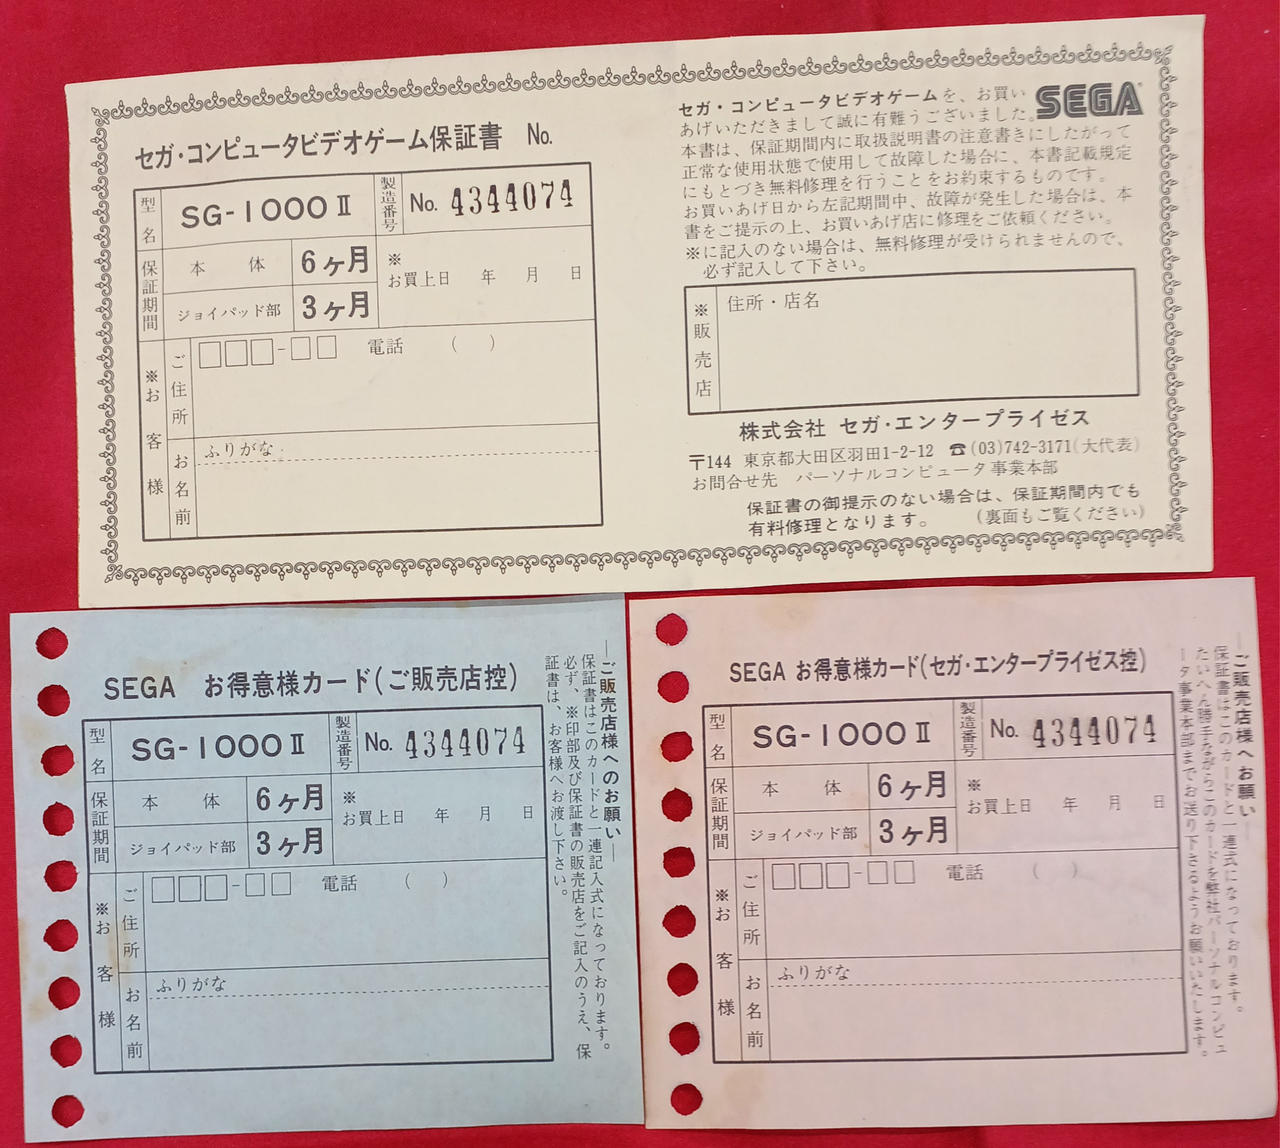 セガ・コンピュータビデオゲーム保証書 No.
型名
SG-1000Ⅱ
製造番号
No. 4344074
保証期間
本体
6ヶ月
ジョイパッド部
3ヶ月
※
お買上日 年 月 日
※お客様
ご住所
□□□-□□ 電話 ( )
お名前
ふりがな
SEGA
セガ・コンピュータビデオゲームを、お買い
あげいただきまして誠に有難うございました。
本書は、保証期間内に取扱説明書の注意書きにしたがって
正常な使用状態で使用して故障した場合に、本書記載規定
にもとづき無料修理を行うことをお約束するものです。
お買いあげ日から左記期間中、故障が発生した場合は、本
書をご提示の上、お買いあげ店に修理をご依頼ください。
※に記入のない場合は、無料修理が受けられませんので、
必ず記入して下さい。
※販売店
住所・店名
株式会社 セガ・エンタープライゼス
〒144 東京都大田区羽田1-2-12 ☎(03)742-3171(大代表)
お問合せ先 パーソナルコンピュータ事業本部
保証書の御提示のない場合は、保証期間内でも
有料修理となります。 (裏面もご覧ください)
SEGA お得意様カード(ご販売店控)
型名
SG-1000Ⅱ
製造番号
No. 4344074
保証期間
本体
6ヶ月
ジョイパッド部
3ヶ月
※
お買上日 年 月 日
※お客様
ご住所
□□□-□□ 電話 ( )
お名前
ふりがな
―ご販売店様へのお願い―
保証書はこのカードと一連記入式になっております。
必ず、※印部及び保証書の販売店をご記入のうえ、保
証書は、お客様へお渡し下さい。
SEGA お得意様カード(セガ・エンタープライゼス控)
型名
SG-1000Ⅱ
製造番号
No. 4344074
保証期間
本体
6ヶ月
ジョイパッド部
3ヶ月
※
お買上日 年 月 日
※お客様
ご住所
□□□-□□ 電話 ( )
お名前
ふりがな
―ご販売店様へお願い―
保証書はこのカードと一連式になっております。
たいへん勝手ながらこのカードを弊社パーソナルコンピュ
ータ事業本部までお送り下さるようお願いいたします。